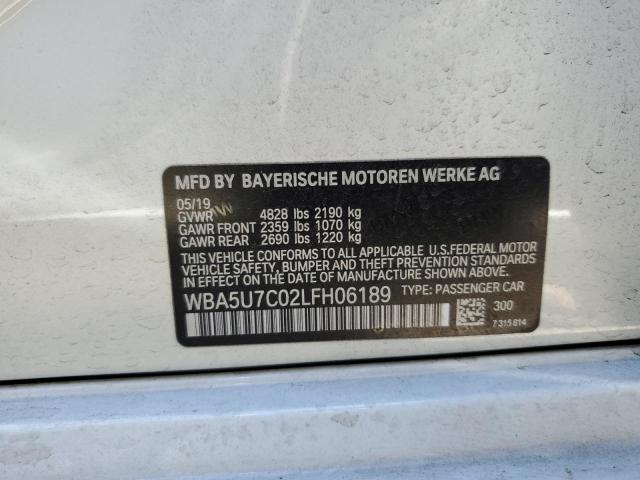 MFD BY BAYERISCHE MOTOREN WERKE AG
05/19
GVWR 4828 lbs 2190 kg
GAWR FRONT 2359 lbs 1070 kg
GAWR REAR 2690 lbs 1220 kg
THIS VEHICLE CONFORMS TO ALL APPLICABLE U.S.FEDERAL MOTOR
VEHICLE SAFETY, BUMPER AND THEFT PREVENTION STANDARDS
IN EFFECT ON THE DATE OF MANUFACTURE SHOWN ABOVE.
WBA5U7C02LFH06189 TYPE: PASSENGER CAR
300
7315814